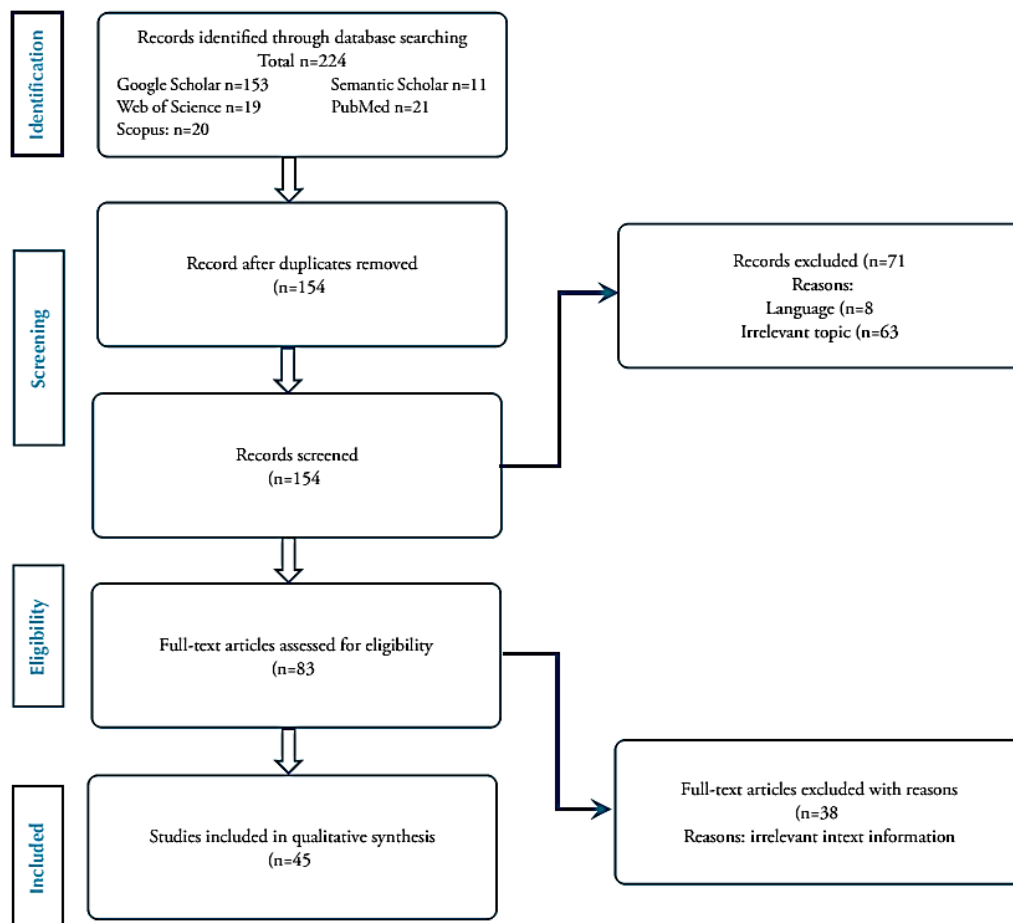 Identification
Records identified through database searching
Total n=224
Google Scholar n=153 Semantic Scholar n=11
Web of Science n=19 PubMed n=21
Scopus: n=20
Screening
Record after duplicates removed
(n=154
Records excluded (n=71
Reasons:
Language (n=8
Irrelevant topic (n=63
Records screened
(n=154
Eligibility
Full-text articles assessed for eligibility
(n=83
Full-text articles excluded with reasons
(n=38
Reasons: irrelevant intext information
Included
Studies included in qualitative synthesis
(n=45